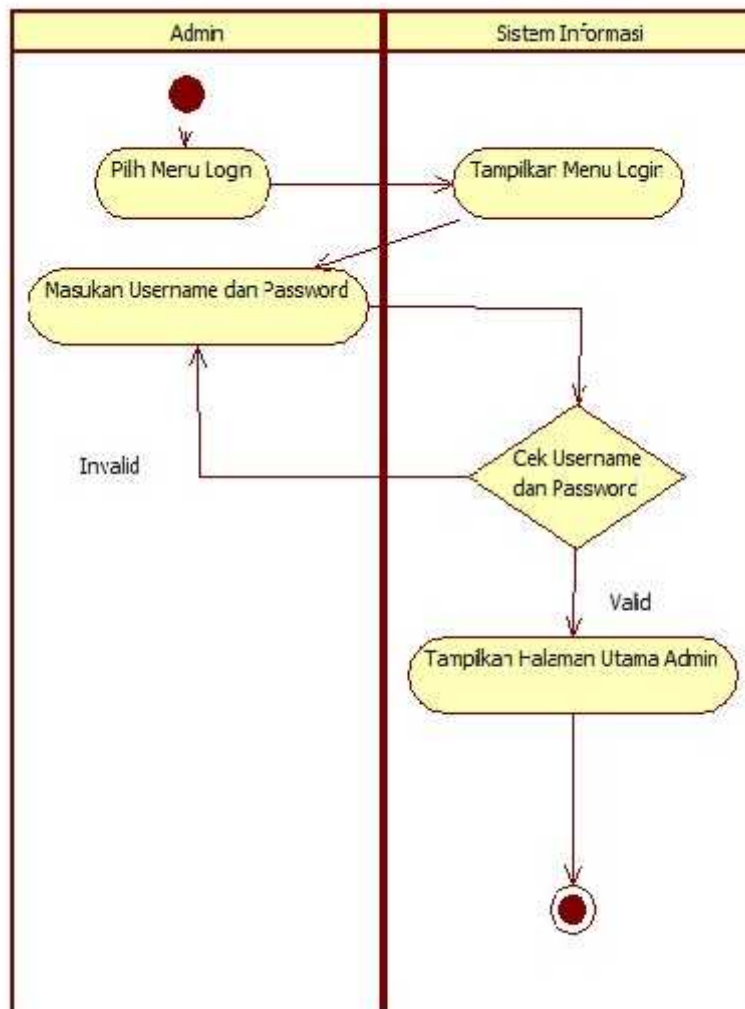 Admin
Sistem Informasi
Pilih Menu Login
Tampilkan Menu Login
Masukan Username dan Password
Cek Username
dan Password
Invalid
Valid
Tampilkan Halaman Utama Admin